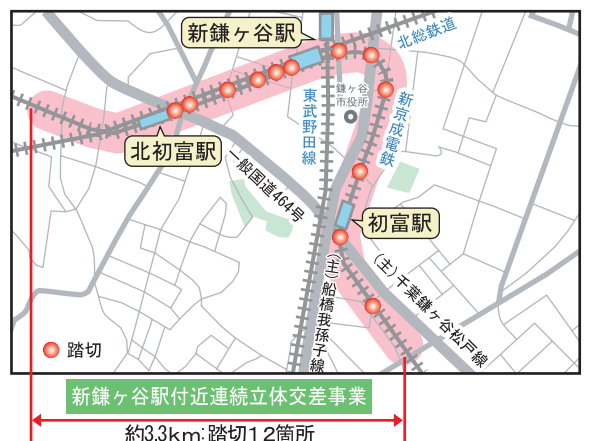 新鎌ヶ谷駅
北総鉄道
鎌ヶ谷
市役所
新京成電鉄
東武野田線
北初富駅
一般国道464号
初富駅
(主)千葉鎌ヶ谷松戸線
(主)船橋我孫子線
踏切
新鎌ヶ谷駅付近連続立体交差事業
約3.3km:踏切12箇所